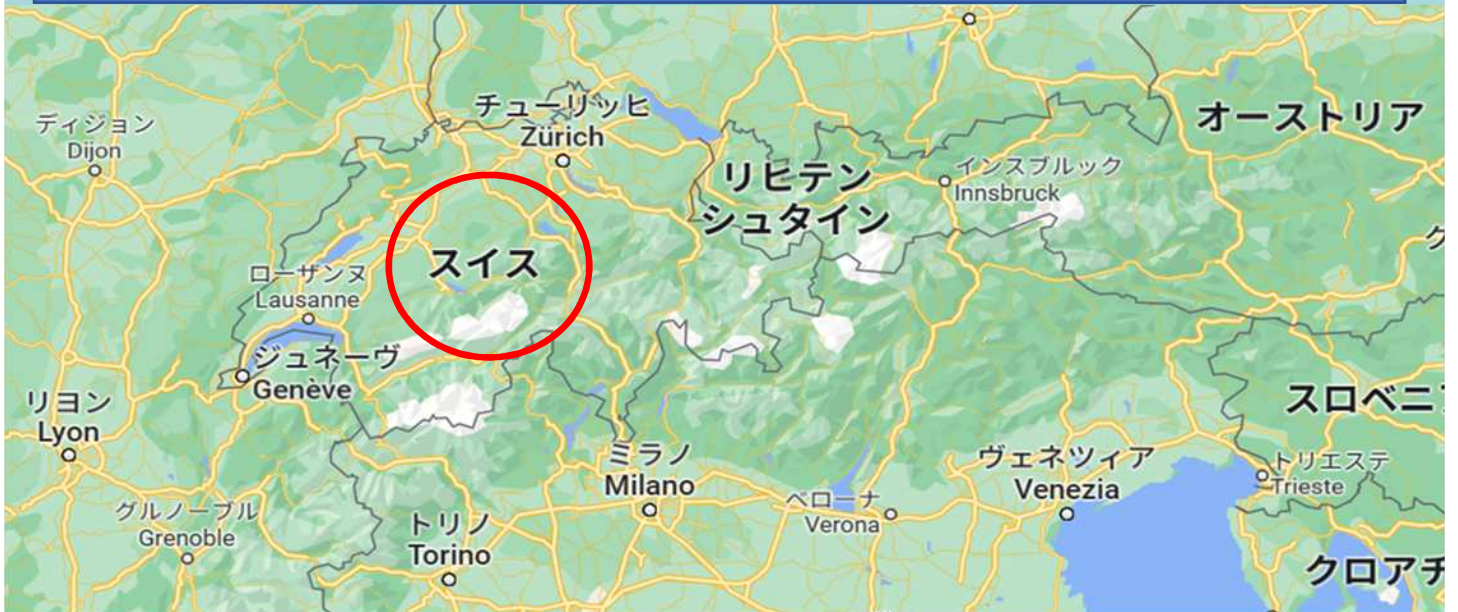 チューリッヒ
Zürich
ディジョン
Dijon
オーストリア
インスブルック
Innsbruck
リヒテン
シュタイン
スイス
ローザンヌ
Lausanne
ジュネーヴ
Genève
リヨン
Lyon
スロベニ
ミラノ
Milano
ヴェネツィア
Venezia
トリエステ
Trieste
ベローナ
Verona
グルノーブル
Grenoble
トリノ
Torino
クロアチ